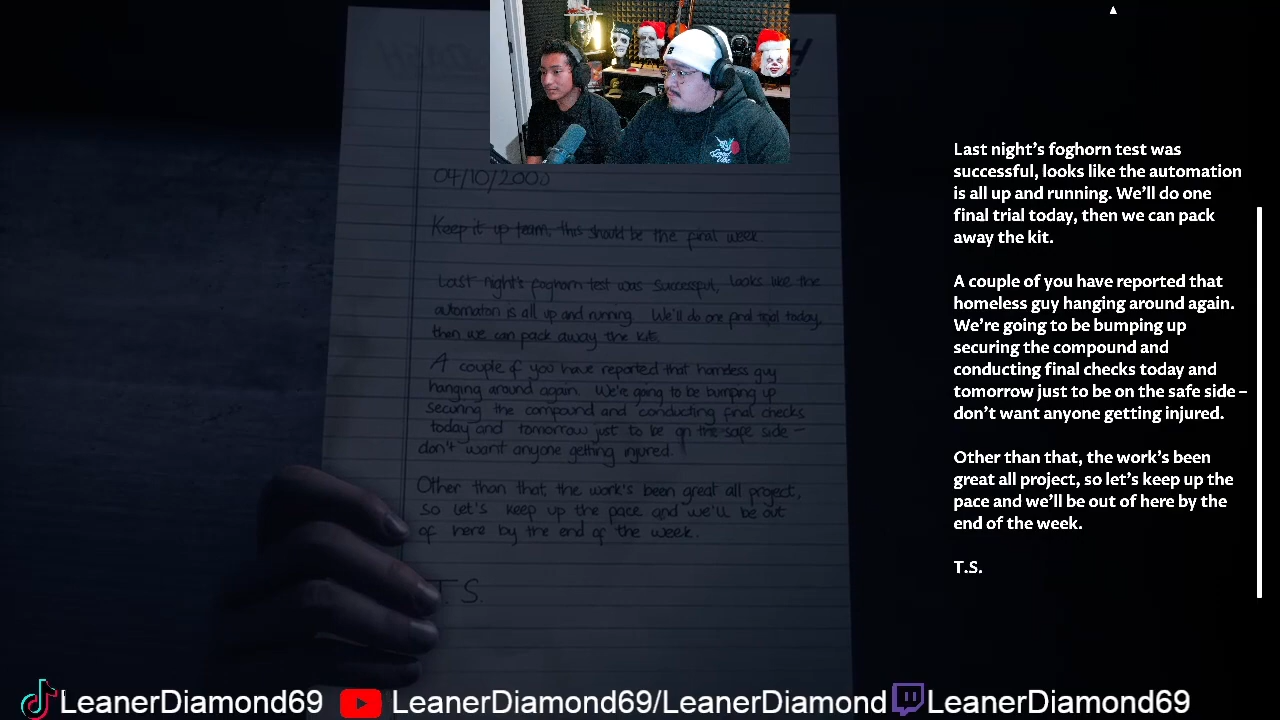 04/10/2000
Keep it up team, this should be the final week.
Last night's foghorn test was successful, looks like the
automation is all up and running. We'll do one final trial today,
then we can pack away the kit.
A couple of you have reported that homeless guy
hanging around again. We're going to be bumping up
securing the compound and conducting final checks
today and tomorrow just to be on the safe side –
don't want anyone getting injured.
Other than that, the work's been great all project,
so let's keep up the pace and we'll be out
of here by the end of the week.
T.S.
Last night's foghorn test was
successful, looks like the automation
is all up and running. We'll do one
final trial today, then we can pack
away the kit.
A couple of you have reported that
homeless guy hanging around again.
We're going to be bumping up
securing the compound and
conducting final checks today and
tomorrow just to be on the safe side –
don't want anyone getting injured.
Other than that, the work's been
great all project, so let's keep up the
pace and we'll be out of here by the
end of the week.
T.S.
LeanerDiamond69
LeanerDiamond69/LeanerDiamond
LeanerDiamond69